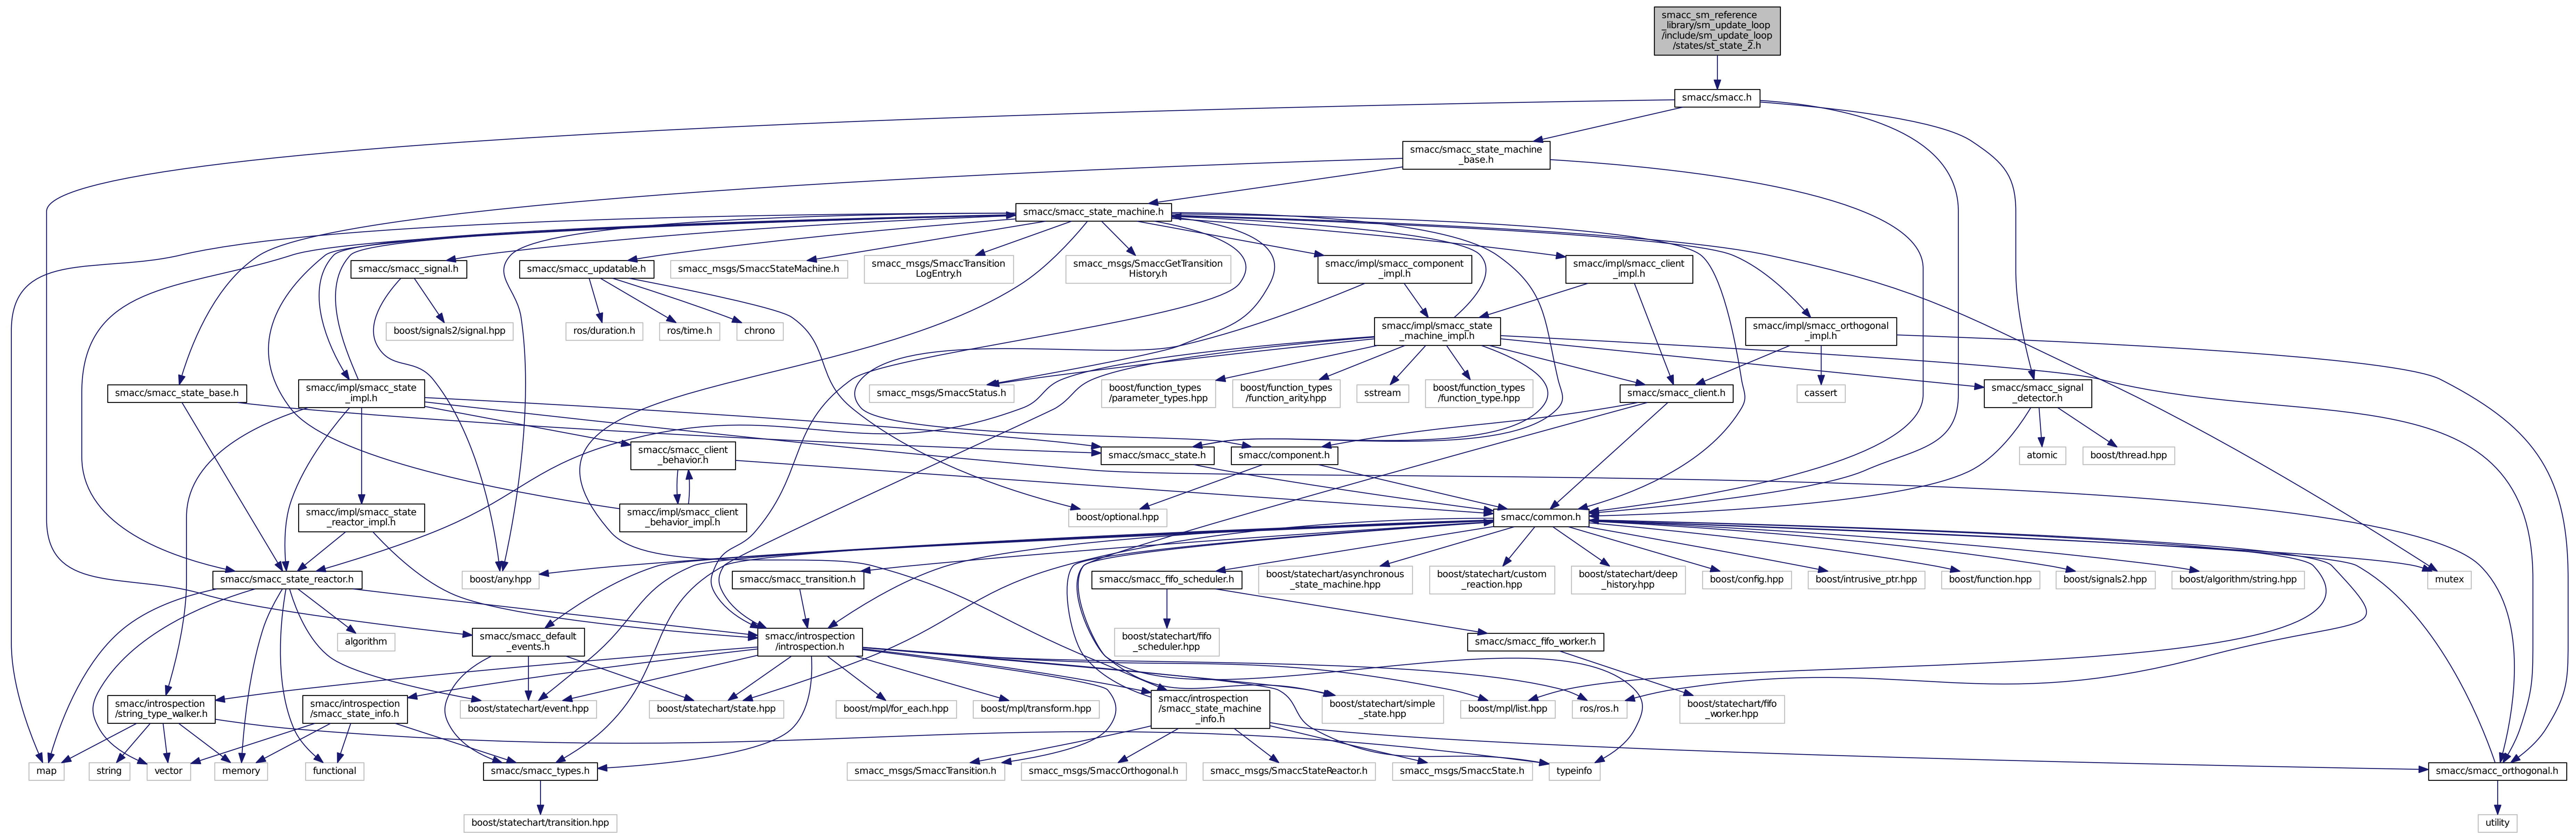 smacc_sm_reference
_library/sm_update_loop
/include/sm_update_loop
/states/st_state_2.h
smacc/smacc.h
smacc/smacc_state_machine
_base.h
smacc/smacc_state_machine.h
smacc/smacc_signal.h
smacc/smacc_updatable.h
smacc_msgs/SmaccStateMachine.h
smacc_msgs/SmaccTransition
LogEntry.h
smacc_msgs/SmaccGetTransition
History.h
smacc/impl/smacc_component
_impl.h
smacc/impl/smacc_client
_impl.h
boost/signals2/signal.hpp
ros/duration.h
ros/time.h
chrono
smacc/impl/smacc_state
_machine_impl.h
smacc/impl/smacc_orthogonal
_impl.h
smacc/smacc_state_base.h
smacc/impl/smacc_state
_impl.h
smacc_msgs/SmaccStatus.h
boost/function_types
/parameter_types.hpp
boost/function_types
/function_arity.hpp
sstream
boost/function_types
/function_type.hpp
smacc/smacc_client.h
cassert
smacc/smacc_signal
_detector.h
smacc/smacc_client
_behavior.h
smacc/smacc_state.h
smacc/component.h
atomic
boost/thread.hpp
smacc/impl/smacc_state
_reactor_impl.h
smacc/impl/smacc_client
_behavior_impl.h
boost/optional.hpp
smacc/common.h
smacc/smacc_state_reactor.h
boost/any.hpp
smacc/smacc_transition.h
smacc/smacc_fifo_scheduler.h
boost/statechart/asynchronous
_state_machine.hpp
boost/statechart/custom
_reaction.hpp
boost/statechart/deep
_history.hpp
boost/config.hpp
boost/intrusive_ptr.hpp
boost/function.hpp
boost/signals2.hpp
boost/algorithm/string.hpp
mutex
algorithm
smacc/smacc_default
_events.h
smacc/introspection
/introspection.h
boost/statechart/fifo
_scheduler.hpp
smacc/smacc_fifo_worker.h
smacc/introspection
/string_type_walker.h
smacc/introspection
/smacc_state_info.h
boost/statechart/event.hpp
boost/statechart/state.hpp
boost/mpl/for_each.hpp
boost/mpl/transform.hpp
smacc/introspection
/smacc_state_machine
_info.h
boost/statechart/simple
_state.hpp
boost/mpl/list.hpp
ros/ros.h
boost/statechart/fifo
_worker.hpp
map
string
vector
memory
functional
smacc/smacc_types.h
smacc_msgs/SmaccTransition.h
smacc_msgs/SmaccOrthogonal.h
smacc_msgs/SmaccStateReactor.h
smacc_msgs/SmaccState.h
typeinfo
smacc/smacc_orthogonal.h
boost/statechart/transition.hpp
utility